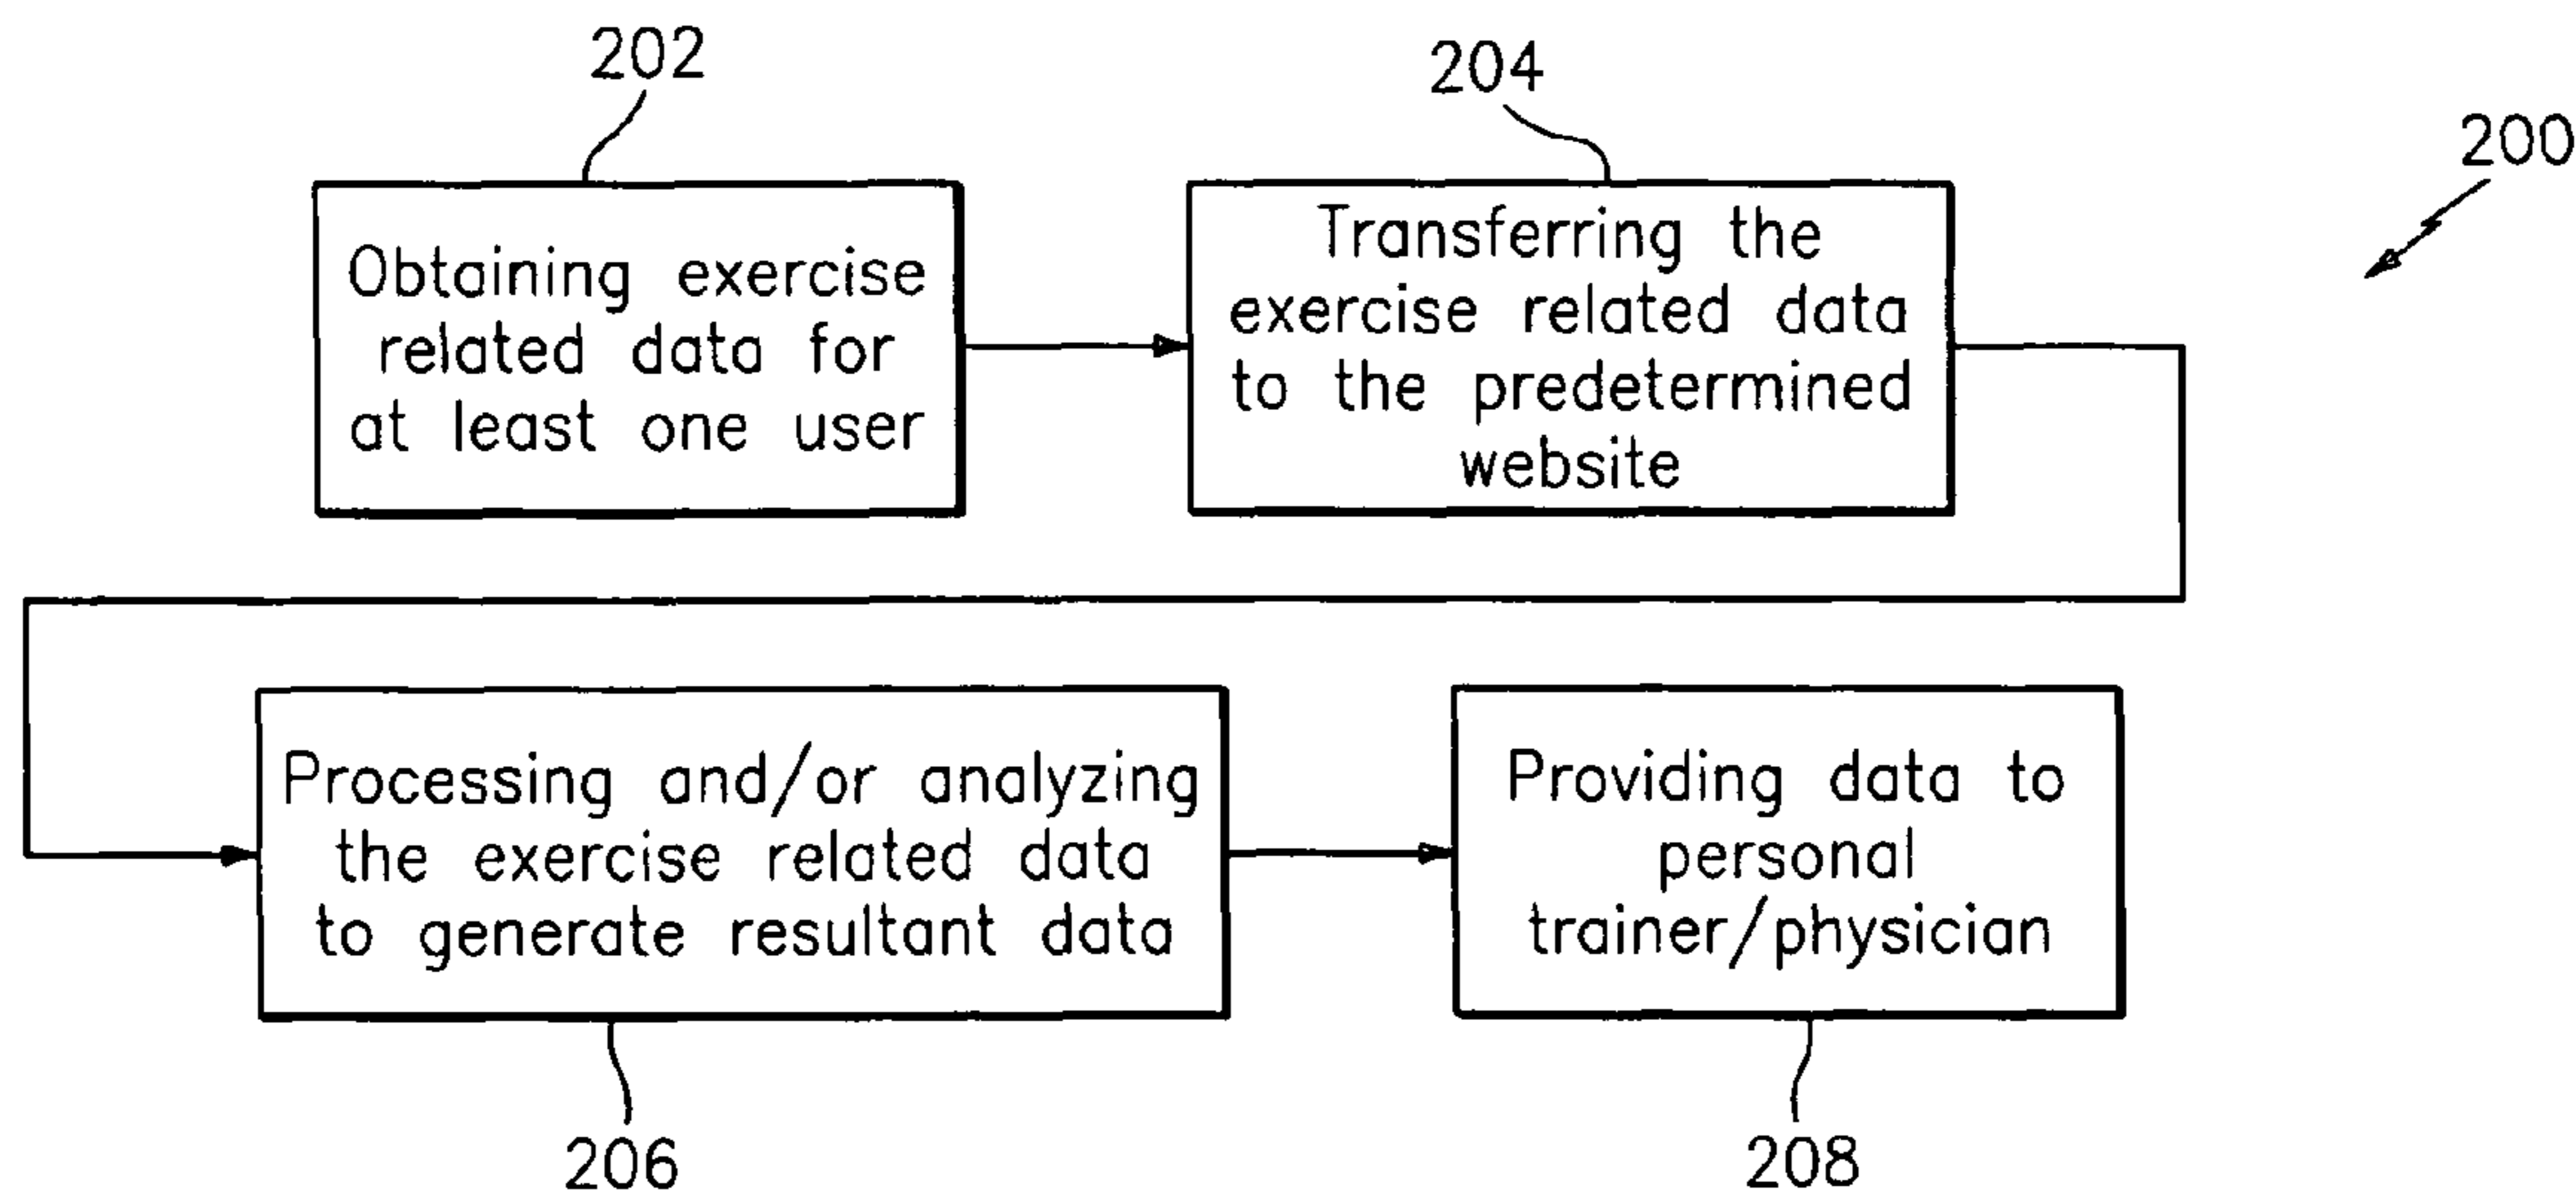 202
204
200
Obtaining exercise
related data for
at least one user
Transferring the
exercise related data
to the predetermined
website
Processing and/or analyzing
the exercise related data
to generate resultant data
Providing data to
personal
trainer/physician
206
208